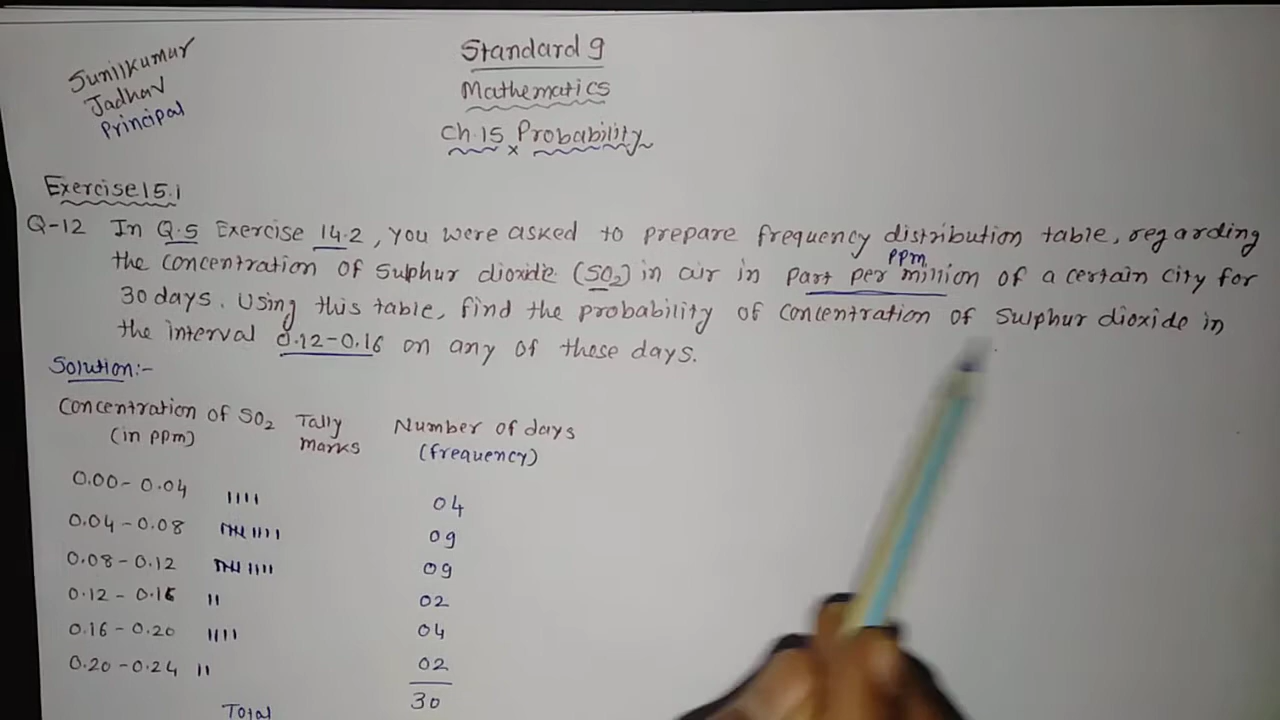 Sunilkumar
Jadhav
Principal
Standard 9
Mathematics
Ch.15 Probability
x
Exercise 15.1
Q-12 In Q.5 Exercise 14.2, you were asked to prepare frequency distribution table, regarding
PPM
the concentration of sulphur dioxide (SO2) in air in part per million of a certain city for
30 days. Using this table, find the probability of concentration of sulphur dioxide in
the interval 0.12-0.16 on any of these days.
Solution:-
Concentration of SO2 Tally Number of days
(in PPm) marks (frequency)
0.00-0.04 |||| 04
0.04-0.08 𝍸 |||| 09
0.08-0.12 𝍸 |||| 09
0.12-0.16 || 02
0.16-0.20 |||| 04
0.20-0.24 || 02
Total 30